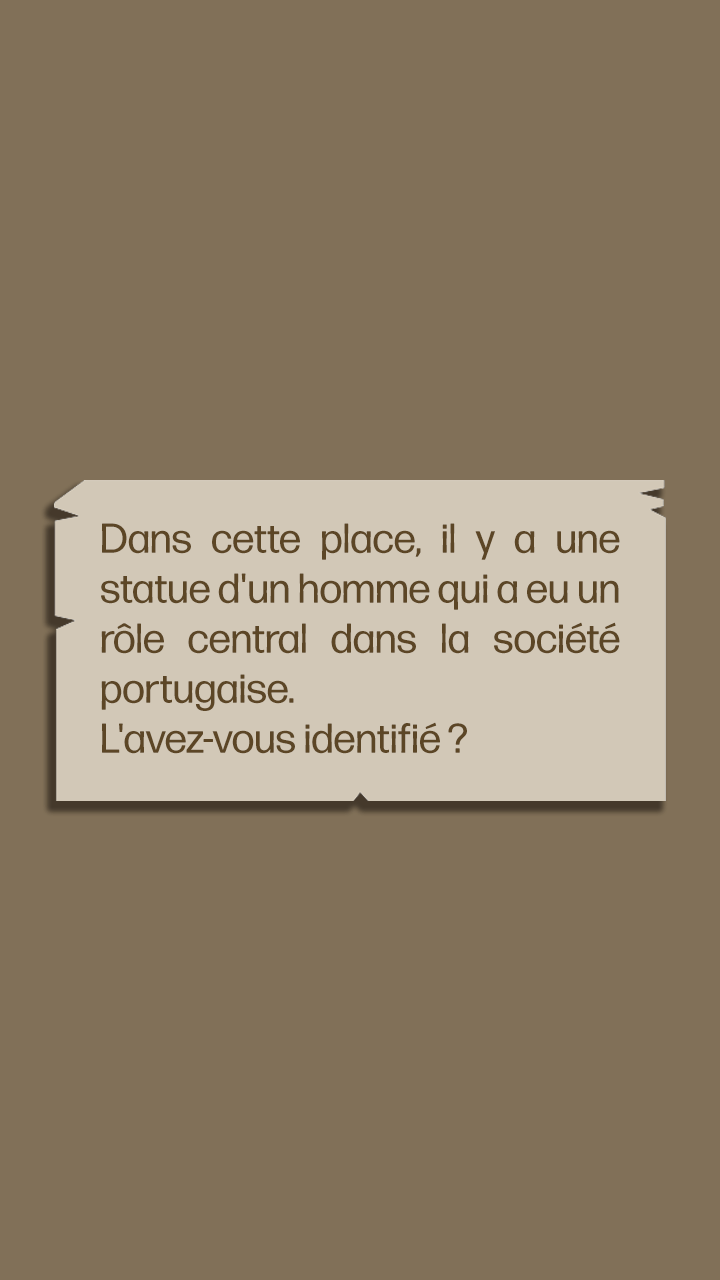 Dans cette place, il y a une
statue d'un homme qui a eu un
rôle central dans la société
portugaise.
L'avez-vous identifié ?